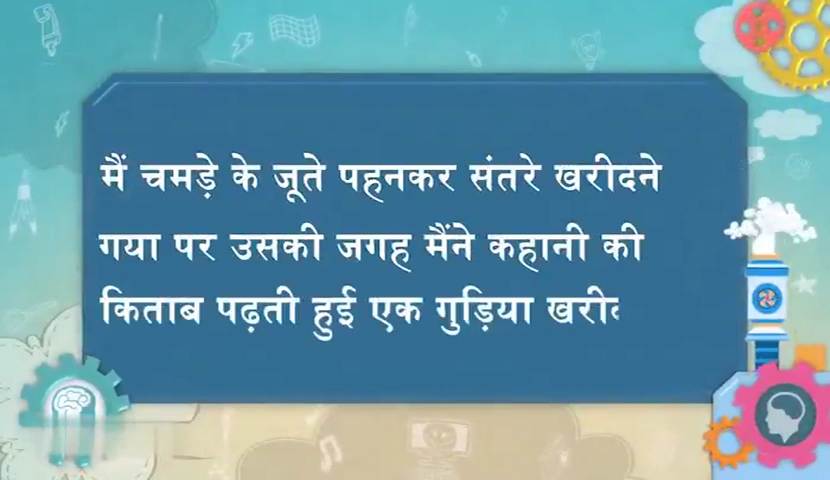 मैं चमड़े के जूते पहनकर संतरे खरीदने
गया पर उसकी जगह मैंने कहानी की
किताब पढ़ती हुई एक गुड़िया